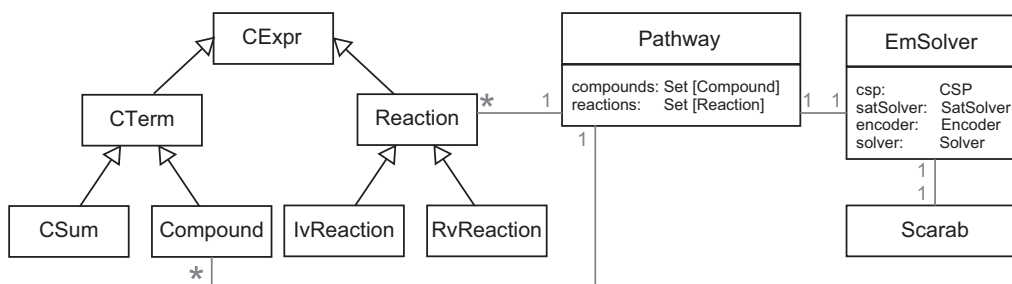 CExpr
Pathway
EmSolver
compounds: Set [Compound]
reactions: Set [Reaction]
csp: CSP
satSolver: SatSolver
encoder: Encoder
solver: Solver
CTerm
Reaction
* 1
1 1
1
1
1
CSum
Compound
IvReaction
RvReaction
Scarab
*